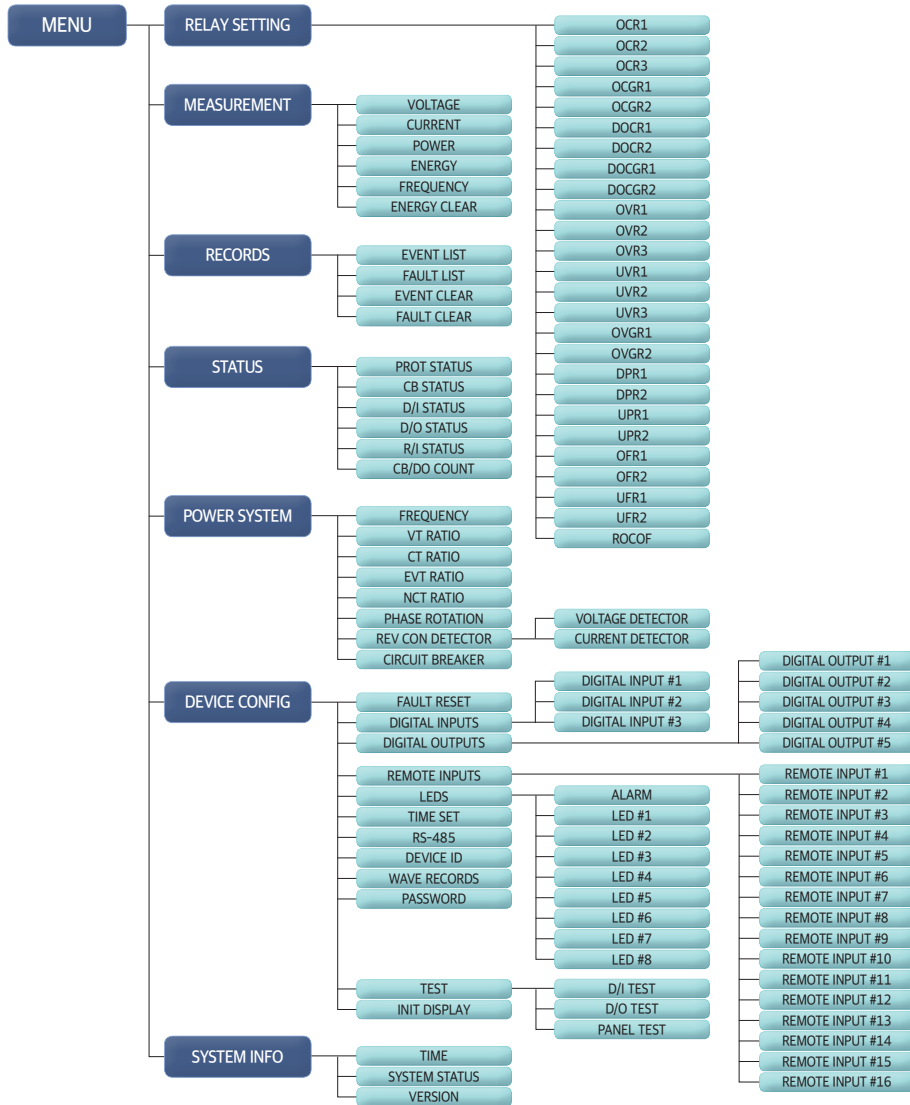 MENU
RELAY SETTING
OCR1
OCR2
OCR3
OCGR1
OCGR2
DOCR1
DOCR2
DOCGR1
DOCGR2
OVR1
OVR2
OVR3
UVR1
UVR2
UVR3
OVGR1
OVGR2
DPR1
DPR2
UPR1
UPR2
OFR1
OFR2
UFR1
UFR2
ROCOF
MEASUREMENT
VOLTAGE
CURRENT
POWER
ENERGY
FREQUENCY
ENERGY CLEAR
RECORDS
EVENT LIST
FAULT LIST
EVENT CLEAR
FAULT CLEAR
STATUS
PROT STATUS
CB STATUS
D/I STATUS
D/O STATUS
R/I STATUS
CB/DO COUNT
POWER SYSTEM
FREQUENCY
VT RATIO
CT RATIO
EVT RATIO
NCT RATIO
PHASE ROTATION
REV CON DETECTOR
VOLTAGE DETECTOR
CURRENT DETECTOR
CIRCUIT BREAKER
DEVICE CONFIG
FAULT RESET
DIGITAL INPUTS
DIGITAL INPUT #1
DIGITAL INPUT #2
DIGITAL INPUT #3
DIGITAL OUTPUTS
DIGITAL OUTPUT #1
DIGITAL OUTPUT #2
DIGITAL OUTPUT #3
DIGITAL OUTPUT #4
DIGITAL OUTPUT #5
REMOTE INPUTS
REMOTE INPUT #1
REMOTE INPUT #2
REMOTE INPUT #3
REMOTE INPUT #4
REMOTE INPUT #5
REMOTE INPUT #6
REMOTE INPUT #7
REMOTE INPUT #8
REMOTE INPUT #9
REMOTE INPUT #10
REMOTE INPUT #11
REMOTE INPUT #12
REMOTE INPUT #13
REMOTE INPUT #14
REMOTE INPUT #15
REMOTE INPUT #16
LEDS
ALARM
LED #1
LED #2
LED #3
LED #4
LED #5
LED #6
LED #7
LED #8
TIME SET
RS-485
DEVICE ID
WAVE RECORDS
PASSWORD
TEST
D/I TEST
D/O TEST
PANEL TEST
INIT DISPLAY
SYSTEM INFO
TIME
SYSTEM STATUS
VERSION